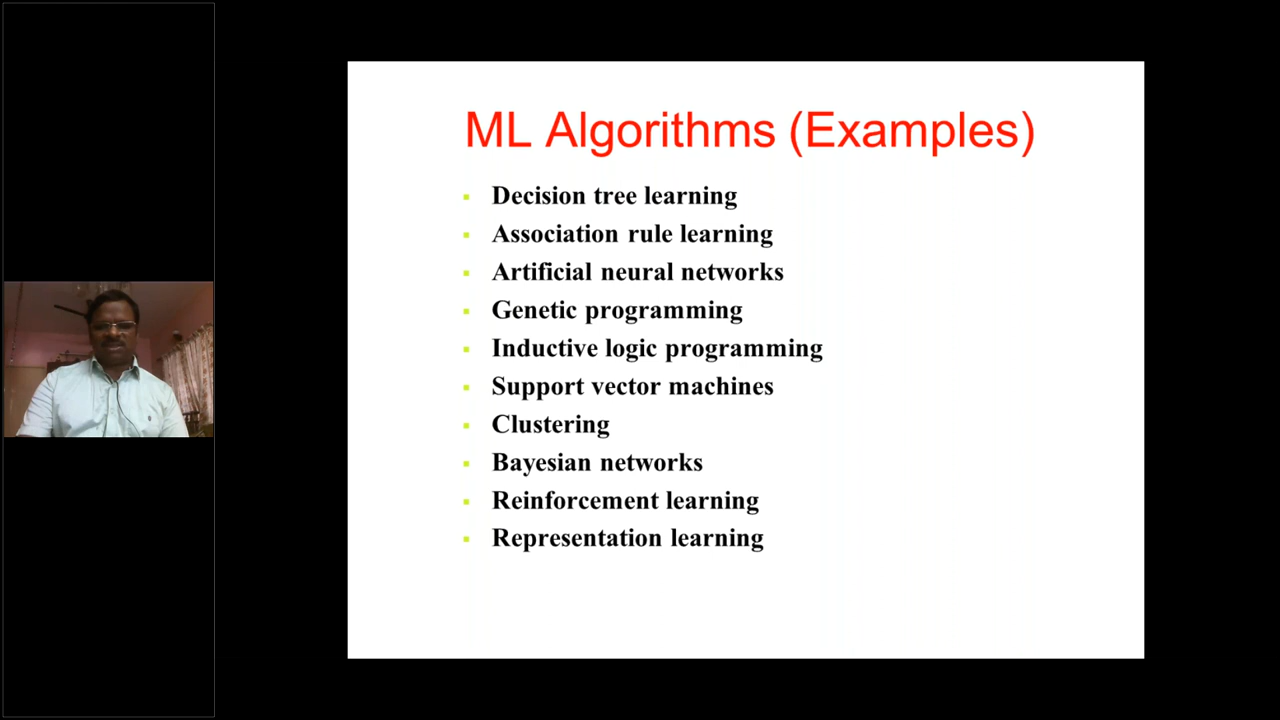 ML Algorithms (Examples)
Decision tree learning
Association rule learning
Artificial neural networks
Genetic programming
Inductive logic programming
Support vector machines
Clustering
Bayesian networks
Reinforcement learning
Representation learning